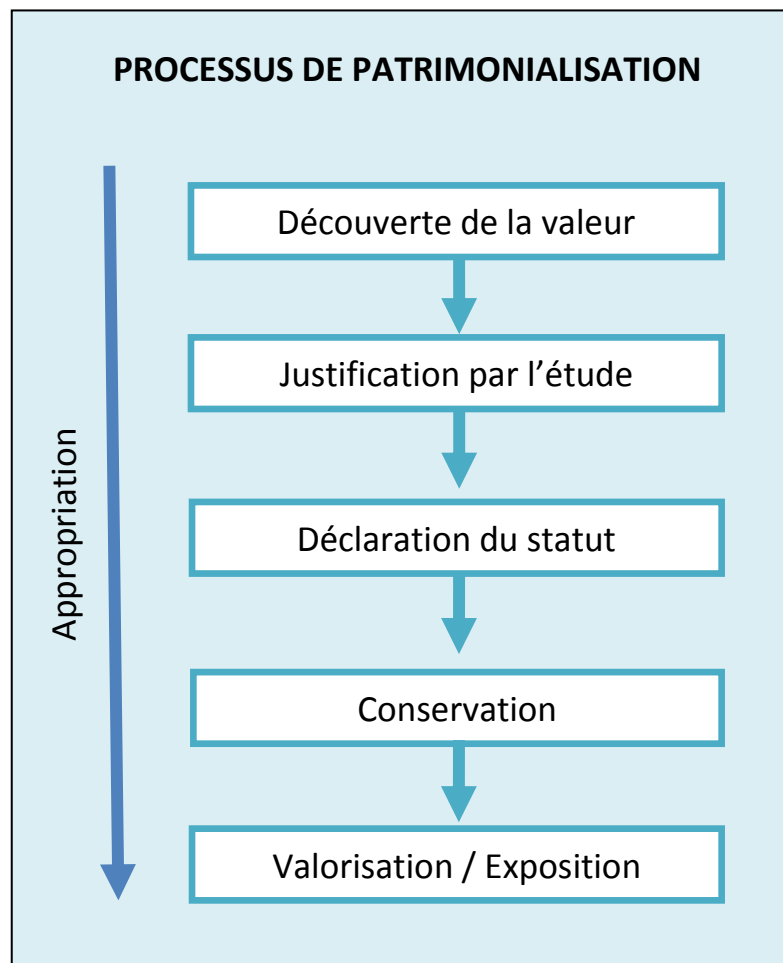 PROCESSUS DE PATRIMONIALISATION
Appropriation
Découverte de la valeur
Justification par l’étude
Déclaration du statut
Conservation
Valorisation / Exposition